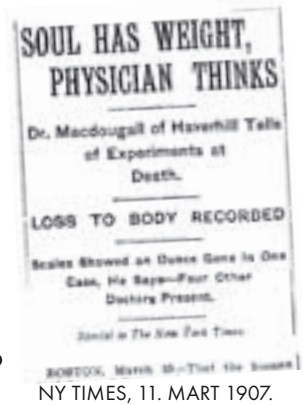 SOUL HAS WEIGHT,
PHYSICIAN THINKS
Dr. Macdougall of Haverhill Tells
of Experiments at
Death.
LOSS TO BODY RECORDED
Scales Showed an Ounce Gone in One
Case, He Says—Four Other
Doctors Present.
Special to The New York Times.
BOSTON, March 10.—That the human
NY TIMES, 11. MART 1907.